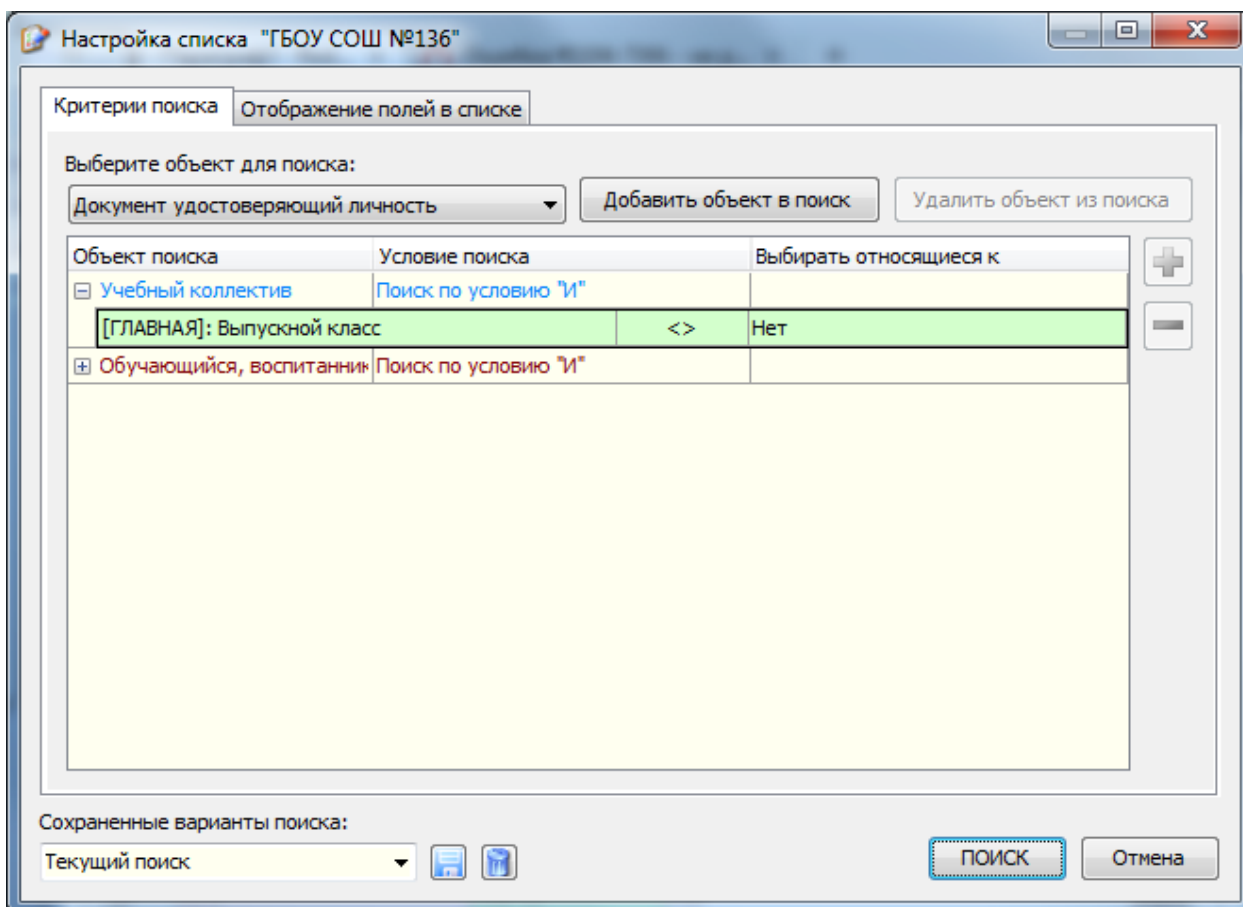 Настройка списка "ГБОУ СОШ №136"
Критерии поиска Отображение полей в списке
Выберите объект для поиска:
Документ удостоверяющий личность Добавить объект в поиск Удалить объект из поиска
Объект поиска Условие поиска Выбирать относящиеся к
Учебный коллектив Поиск по условию "И"
[ГЛАВНАЯ]: Выпускной класс <> Нет
Обучающийся, воспитанник Поиск по условию "И"
Сохраненные варианты поиска:
Текущий поиск ПОИСК Отмена